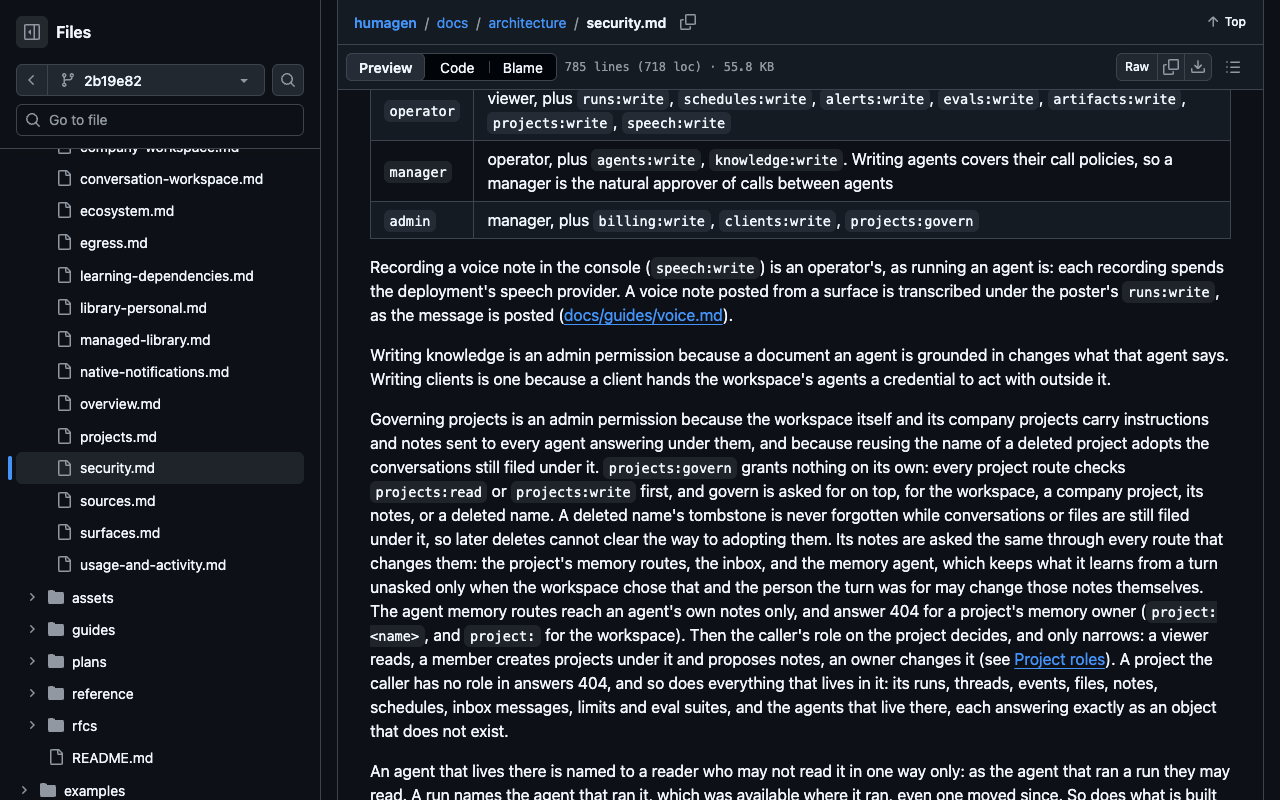 Files
humagen / docs / architecture / security.md
Top
2b19e82
Preview Code Blame 785 lines (718 loc) · 55.8 KB
Raw
Go to file
company-workspace.md
conversation-workspace.md
ecosystem.md
egress.md
learning-dependencies.md
library-personal.md
managed-library.md
native-notifications.md
overview.md
projects.md
security.md
sources.md
surfaces.md
usage-and-activity.md
assets
guides
plans
reference
rfcs
README.md
examples
operator
viewer, plus runs:write, schedules:write, alerts:write, evals:write, artifacts:write,
projects:write, speech:write
manager
operator, plus agents:write, knowledge:write. Writing agents covers their call policies, so a
manager is the natural approver of calls between agents
admin
manager, plus billing:write, clients:write, projects:govern
Recording a voice note in the console (speech:write) is an operator's, as running an agent is: each recording spends
the deployment's speech provider. A voice note posted from a surface is transcribed under the poster's runs:write,
as the message is posted (docs/guides/voice.md).
Writing knowledge is an admin permission because a document an agent is grounded in changes what that agent says.
Writing clients is one because a client hands the workspace's agents a credential to act with outside it.
Governing projects is an admin permission because the workspace itself and its company projects carry instructions
and notes sent to every agent answering under them, and because reusing the name of a deleted project adopts the
conversations still filed under it. projects:govern grants nothing on its own: every project route checks
projects:read or projects:write first, and govern is asked for on top, for the workspace, a company project, its
notes, or a deleted name. A deleted name's tombstone is never forgotten while conversations or files are still filed
under it, so later deletes cannot clear the way to adopting them. Its notes are asked the same through every route that
changes them: the project's memory routes, the inbox, and the memory agent, which keeps what it learns from a turn
unasked only when the workspace chose that and the person the turn was for may change those notes themselves.
The agent memory routes reach an agent's own notes only, and answer 404 for a project's memory owner (project:
<name>, and project: for the workspace). Then the caller's role on the project decides, and only narrows: a viewer
reads, a member creates projects under it and proposes notes, an owner changes it (see Project roles). A project the
caller has no role in answers 404, and so does everything that lives in it: its runs, threads, events, files, notes,
schedules, inbox messages, limits and eval suites, and the agents that live there, each answering exactly as an object
that does not exist.
An agent that lives there is named to a reader who may not read it in one way only: as the agent that ran a run they may
read. A run names the agent that ran it, which was available where it ran, even one moved since. So does what is built